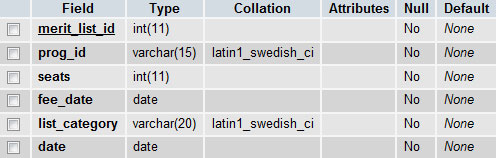 Field Type Collation Attributes Null Default
merit_list_id int(11) No None
prog_id varchar(15) latin1_swedish_ci No None
seats int(11) No None
fee_date date No None
list_category varchar(20) latin1_swedish_ci No None
date date No None